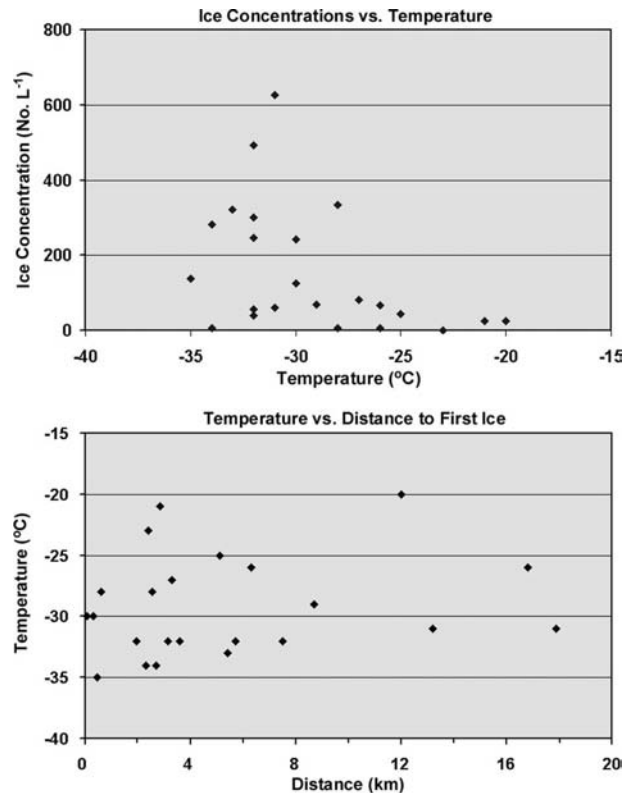 Ice Concentrations vs. Temperature
800
600
400
200
0
Ice Concentration (No. L⁻¹)
-40 -35 -30 -25 -20 -15
Temperature (ºC)
Temperature vs. Distance to First Ice
-15
-20
-25
-30
-35
-40
Temperature (ºC)
0 4 8 12 16 20
Distance (km)